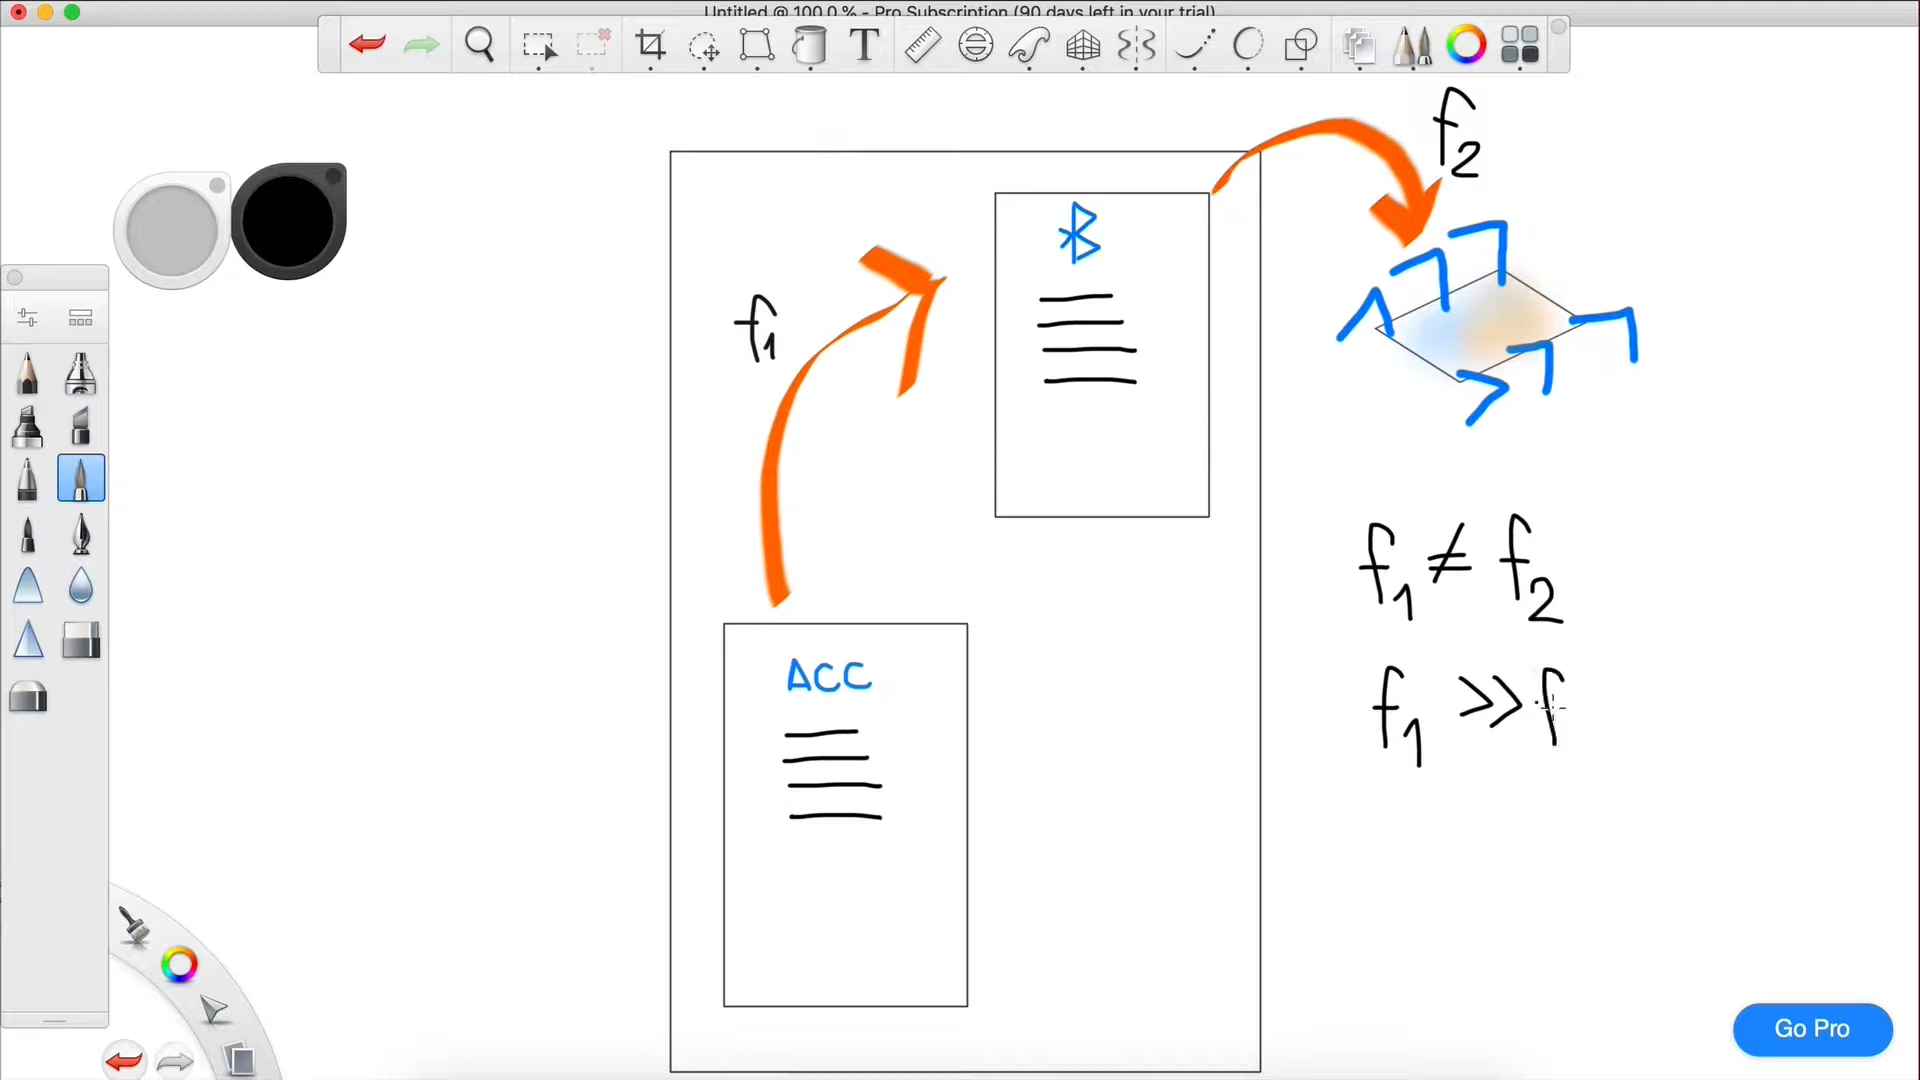 Untitled @ 100.0 % - Pro Subscription (90 days left in your trial)
T
f2
f1
ACC
f1 ≠ f2
f1 >> f
Go Pro